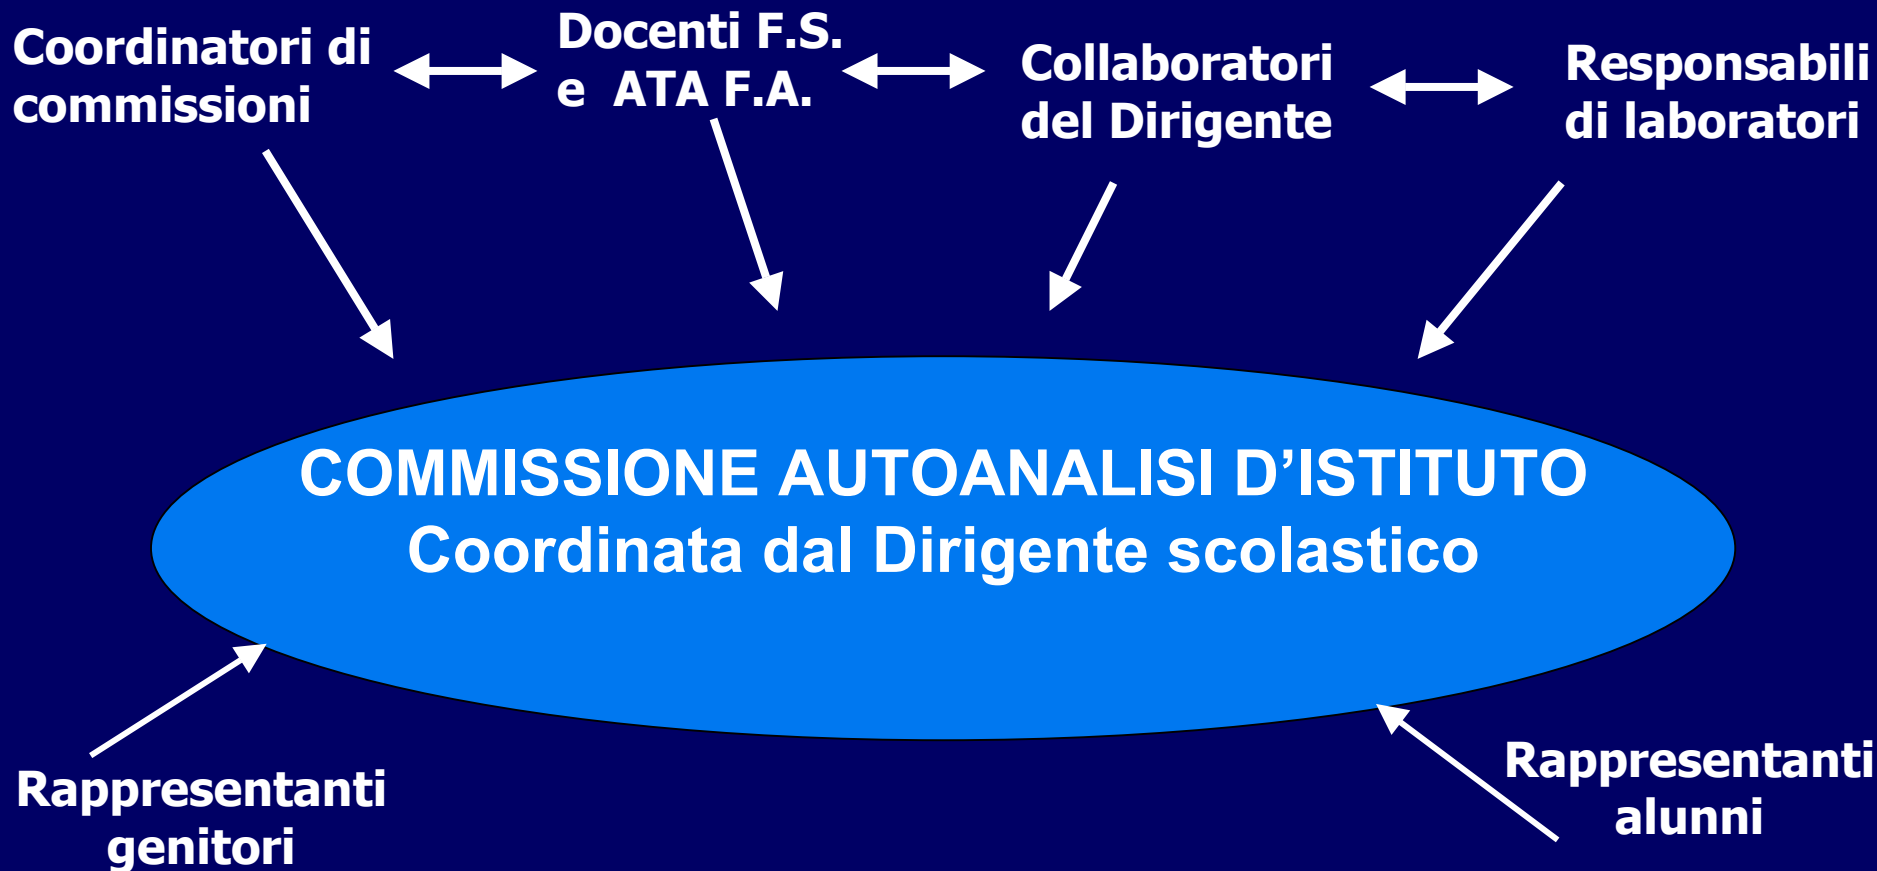 Coordinatori di
commissioni
Docenti F.S.
e ATA F.A.
Collaboratori
del Dirigente
Responsabili
di laboratori
COMMISSIONE AUTOANALISI D’ISTITUTO
Coordinata dal Dirigente scolastico
Rappresentanti
genitori
Rappresentanti
alunni